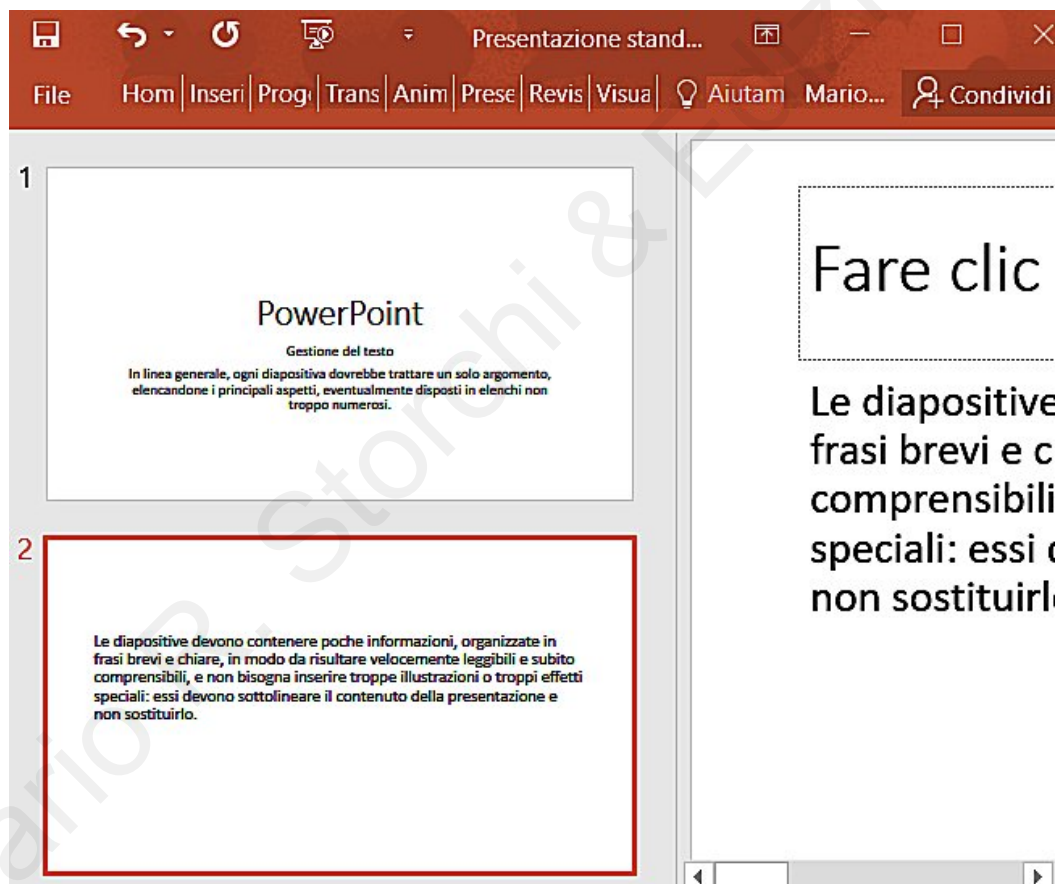 Presentazione stand...
File Hom Inseri Prog Trans Anim Prese Revis Visua Aiutam Mario... Condividi
1
PowerPoint
Gestione del testo
In linea generale, ogni diapositiva dovrebbe trattare un solo argomento,
elencandone i principali aspetti, eventualmente disposti in elenchi non
troppo numerosi.
2
Le diapositive devono contenere poche informazioni, organizzate in
frasi brevi e chiare, in modo da risultare velocemente leggibili e subito
comprensibili, e non bisogna inserire troppe illustrazioni o troppi effetti
speciali: essi devono sottolineare il contenuto della presentazione e
non sostituirlo.
Fare clic
Le diapositive
frasi brevi e c
comprensibili
speciali: essi
non sostituirl
ario R. Storchi &